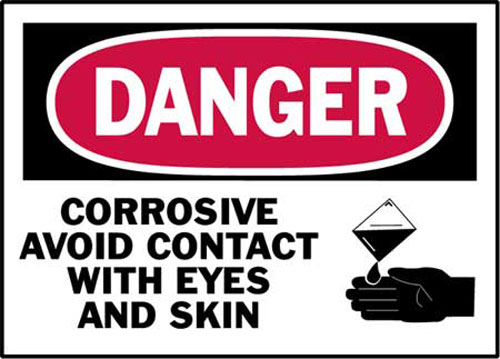 DANGER
CORROSIVE
AVOID CONTACT
WITH EYES
AND SKIN